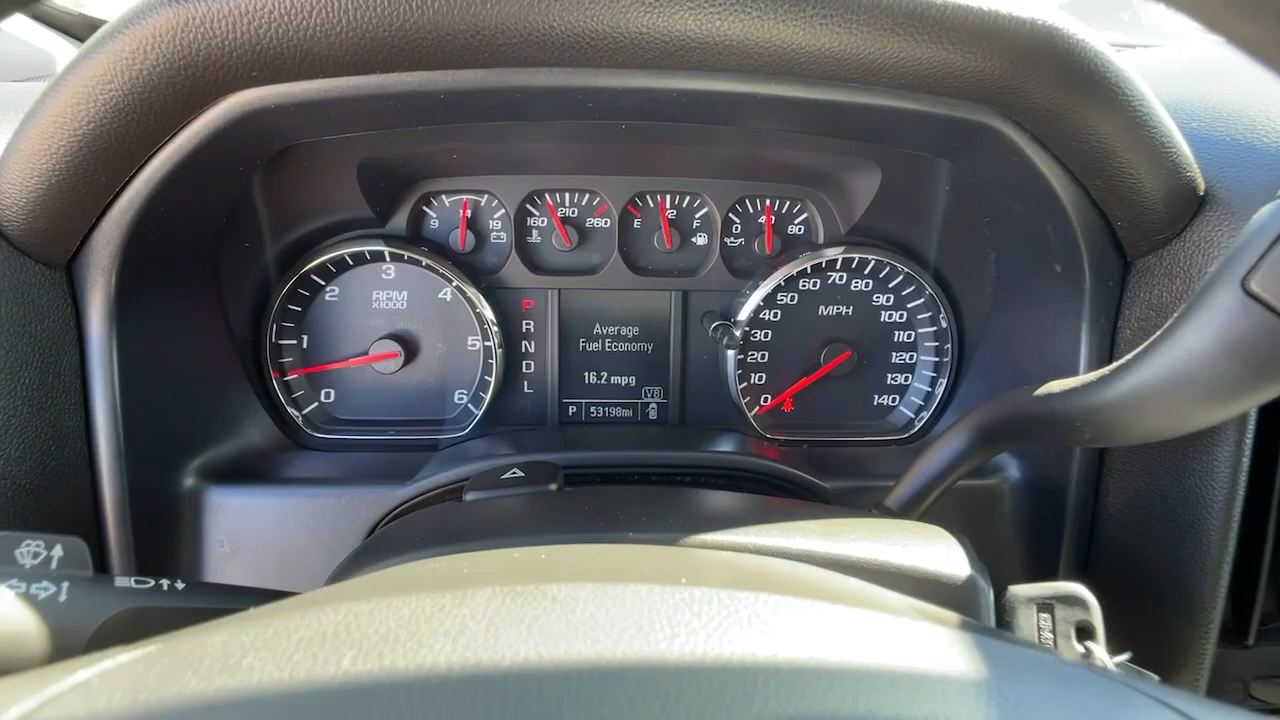 9 19
160 210 260
E 1/2 F
0 40 80
0 1 2 3 4 5 6
RPM
x1000
P
R
N
D
L
Average
Fuel Economy
16.2 mpg
V8
P 53198mi
0 10 20 30 40 50 60 70 80 90 100 110 120 130 140
MPH